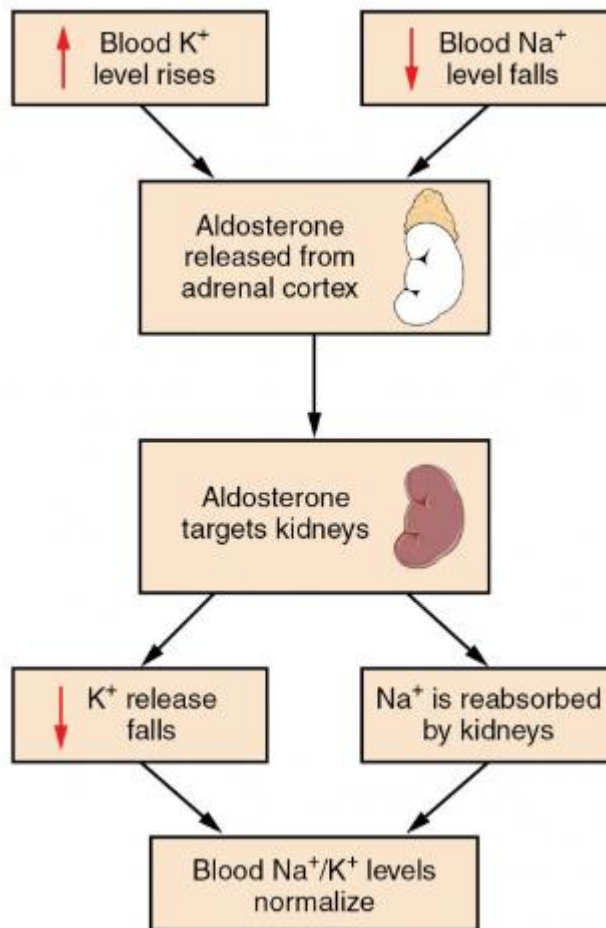 Blood K⁺
level rises
Blood Na⁺
level falls
Aldosterone
released from
adrenal cortex
Aldosterone
targets kidneys
K⁺ release
falls
Na⁺ is reabsorbed
by kidneys
Blood Na⁺/K⁺ levels
normalize